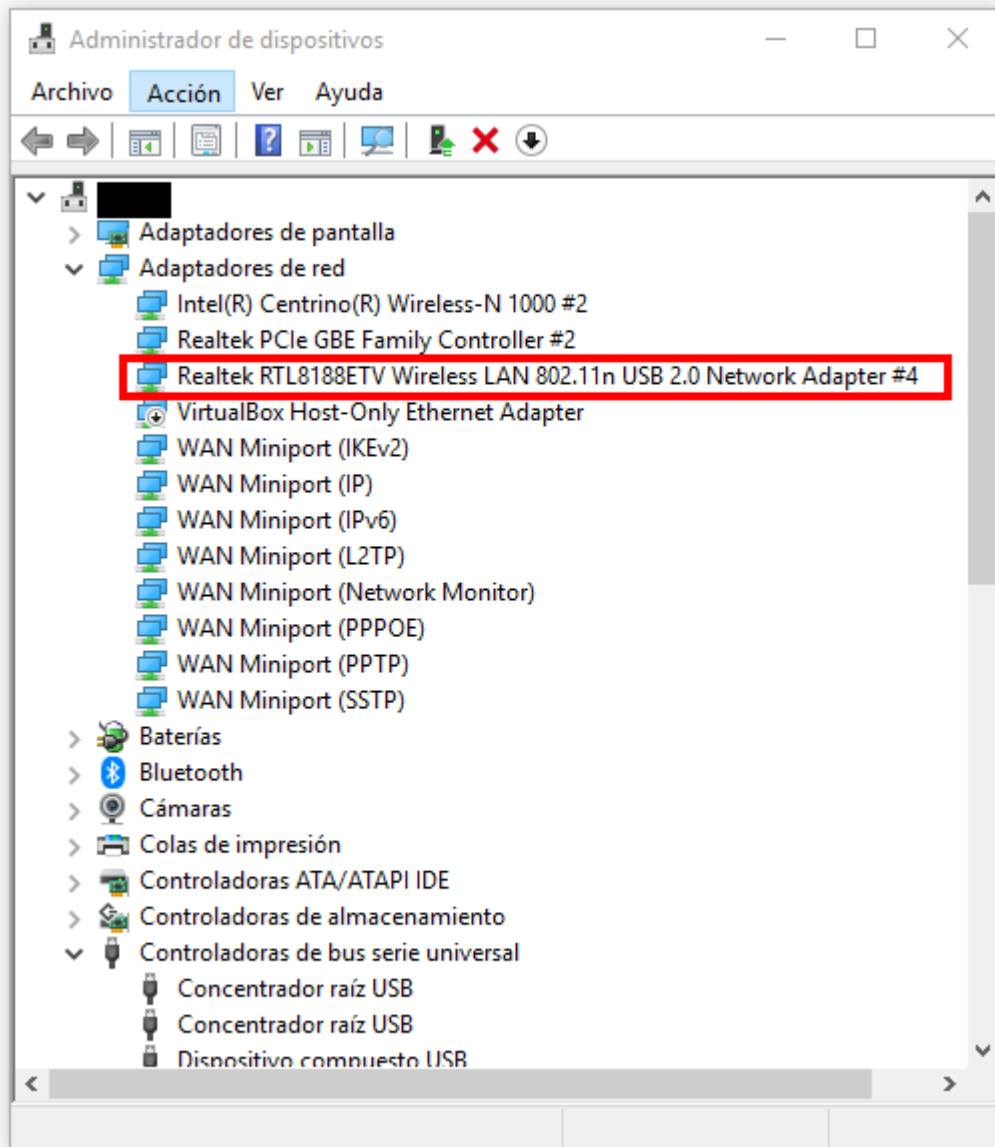 Administrador de dispositivos
Archivo Acción Ver Ayuda
Adaptadores de pantalla
Adaptadores de red
Intel(R) Centrino(R) Wireless-N 1000 #2
Realtek PCIe GBE Family Controller #2
Realtek RTL8188ETV Wireless LAN 802.11n USB 2.0 Network Adapter #4
VirtualBox Host-Only Ethernet Adapter
WAN Miniport (IKEv2)
WAN Miniport (IP)
WAN Miniport (IPv6)
WAN Miniport (L2TP)
WAN Miniport (Network Monitor)
WAN Miniport (PPPOE)
WAN Miniport (PPTP)
WAN Miniport (SSTP)
Baterías
Bluetooth
Cámaras
Colas de impresión
Controladoras ATA/ATAPI IDE
Controladoras de almacenamiento
Controladoras de bus serie universal
Concentrador raíz USB
Concentrador raíz USB
Dispositivo compuesto USB